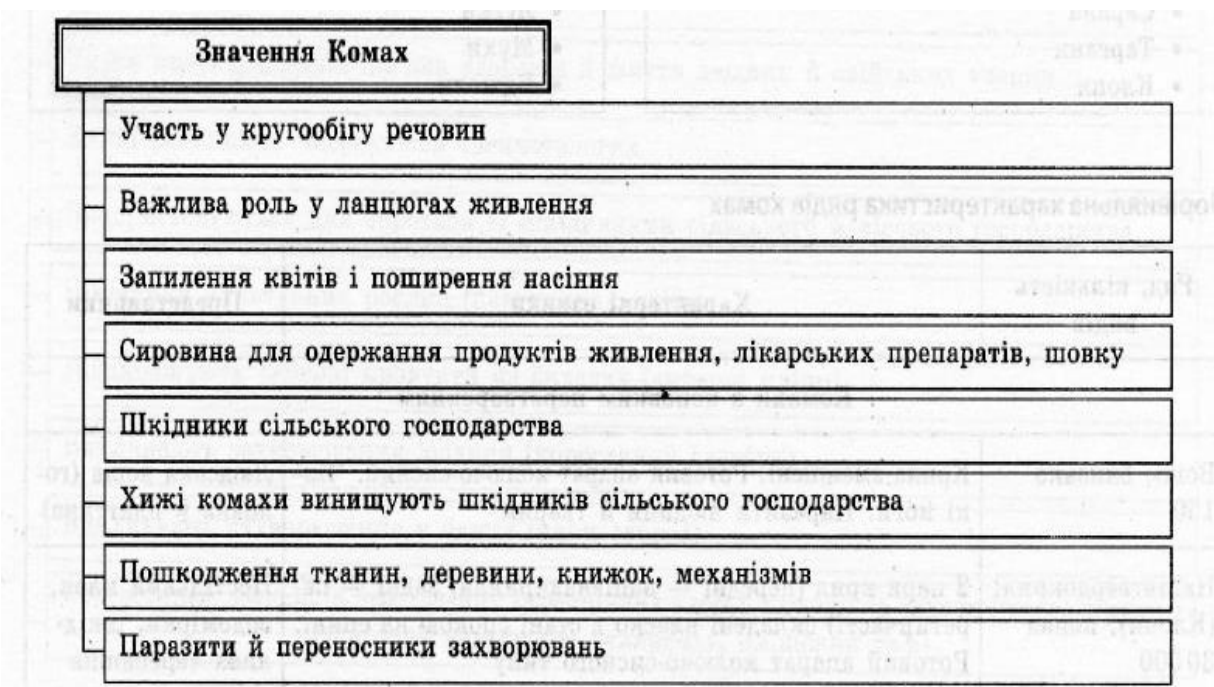 Значення Комах
Участь у кругообігу речовин
Важлива роль у ланцюгах живлення
Запилення квітів і поширення насіння
Сировина для одержання продуктів живлення, лікарських препаратів, шовку
Шкідники сільського господарства
Хижі комахи винищують шкідників сільського господарства
Пошкодження тканин, деревини, книжок, механізмів
Паразити й переносники захворювань